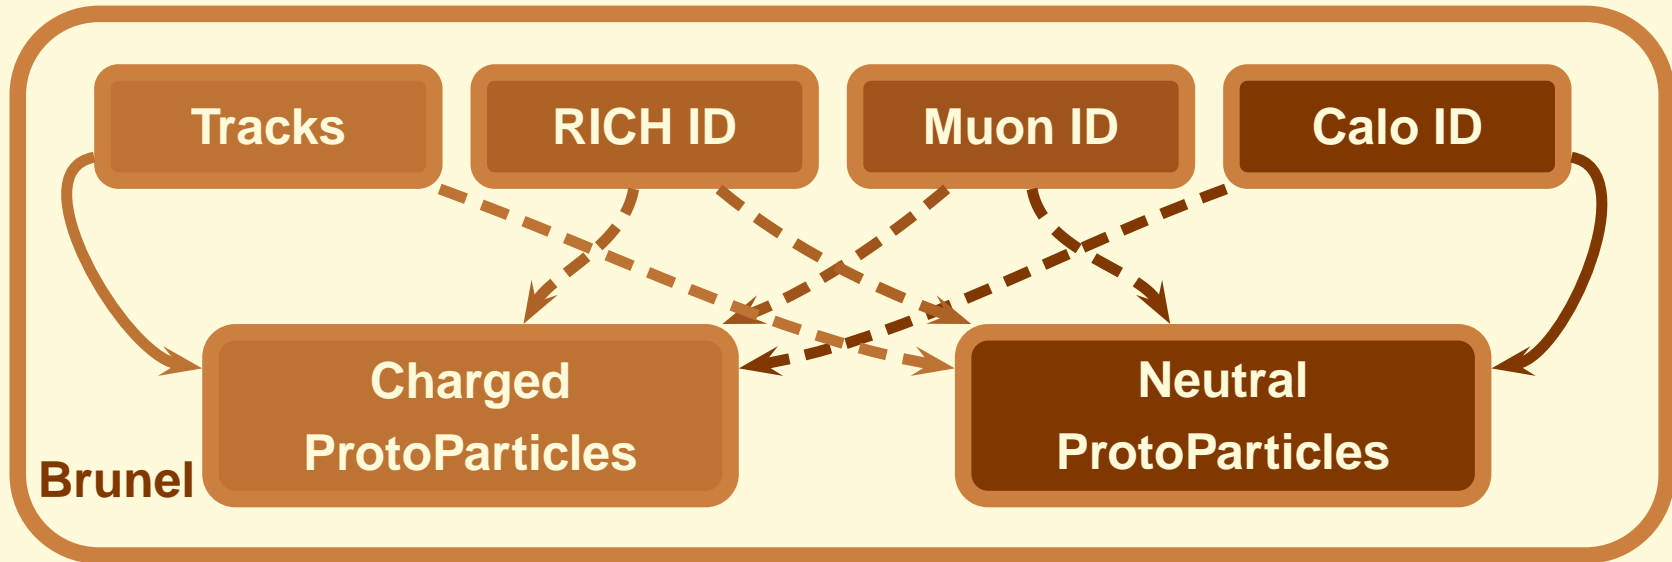 Tracks
RICH ID
Muon ID
Calo ID
Charged
ProtoParticles
Neutral
ProtoParticles
Brunel